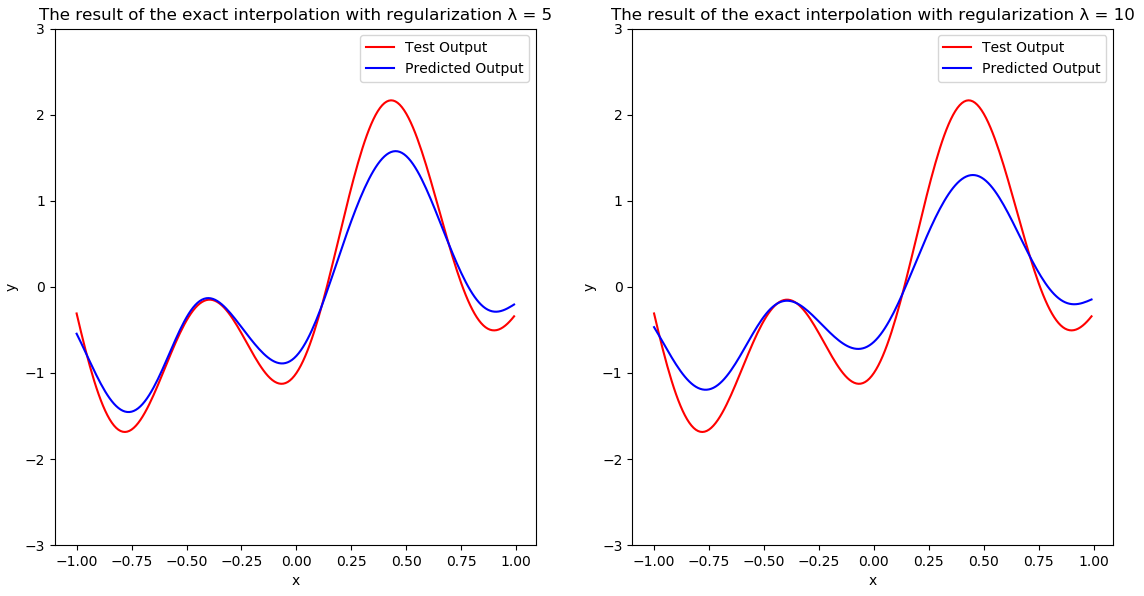 The result of the exact interpolation with regularization λ = 5
3
Test Output
Predicted Output
2
1
0
−1
−2
−3
y
−1.00 −0.75 −0.50 −0.25 0.00 0.25 0.50 0.75 1.00
x
The result of the exact interpolation with regularization λ = 10
3
Test Output
Predicted Output
2
1
0
−1
−2
−3
y
−1.00 −0.75 −0.50 −0.25 0.00 0.25 0.50 0.75 1.00
x